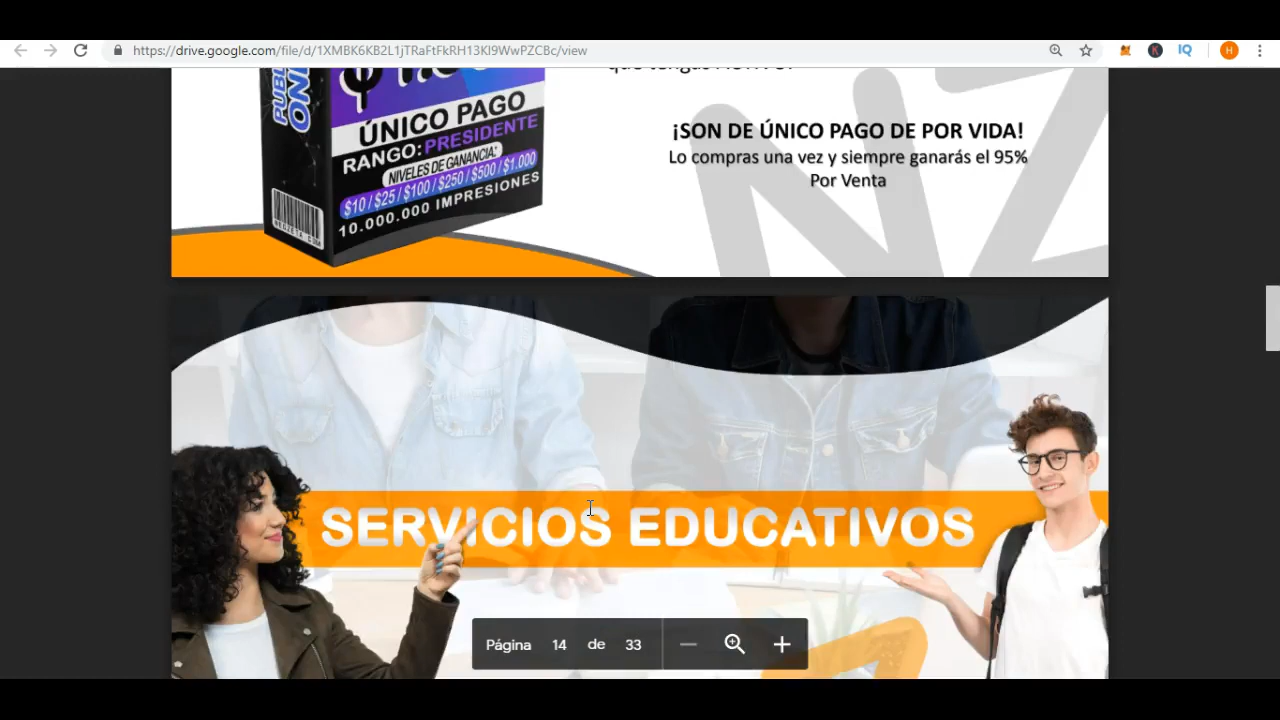 https://drive.google.com/file/d/1XMBK6KB2L1jTRaFtFkRH13Kl9WwPZCBc/view
H
¡SON DE ÚNICO PAGO DE POR VIDA!
Lo compras una vez y siempre ganarás el 95%
Por Venta
ÚNICO PAGO
RANGO: PRESIDENTE
NIVELES DE GANANCIA:
$10 / $25 / $100 / $250 / $500 / $1.000
10.000.000 IMPRESIONES
NZ
SERVICIOS EDUCATIVOS
Página 14 de 33